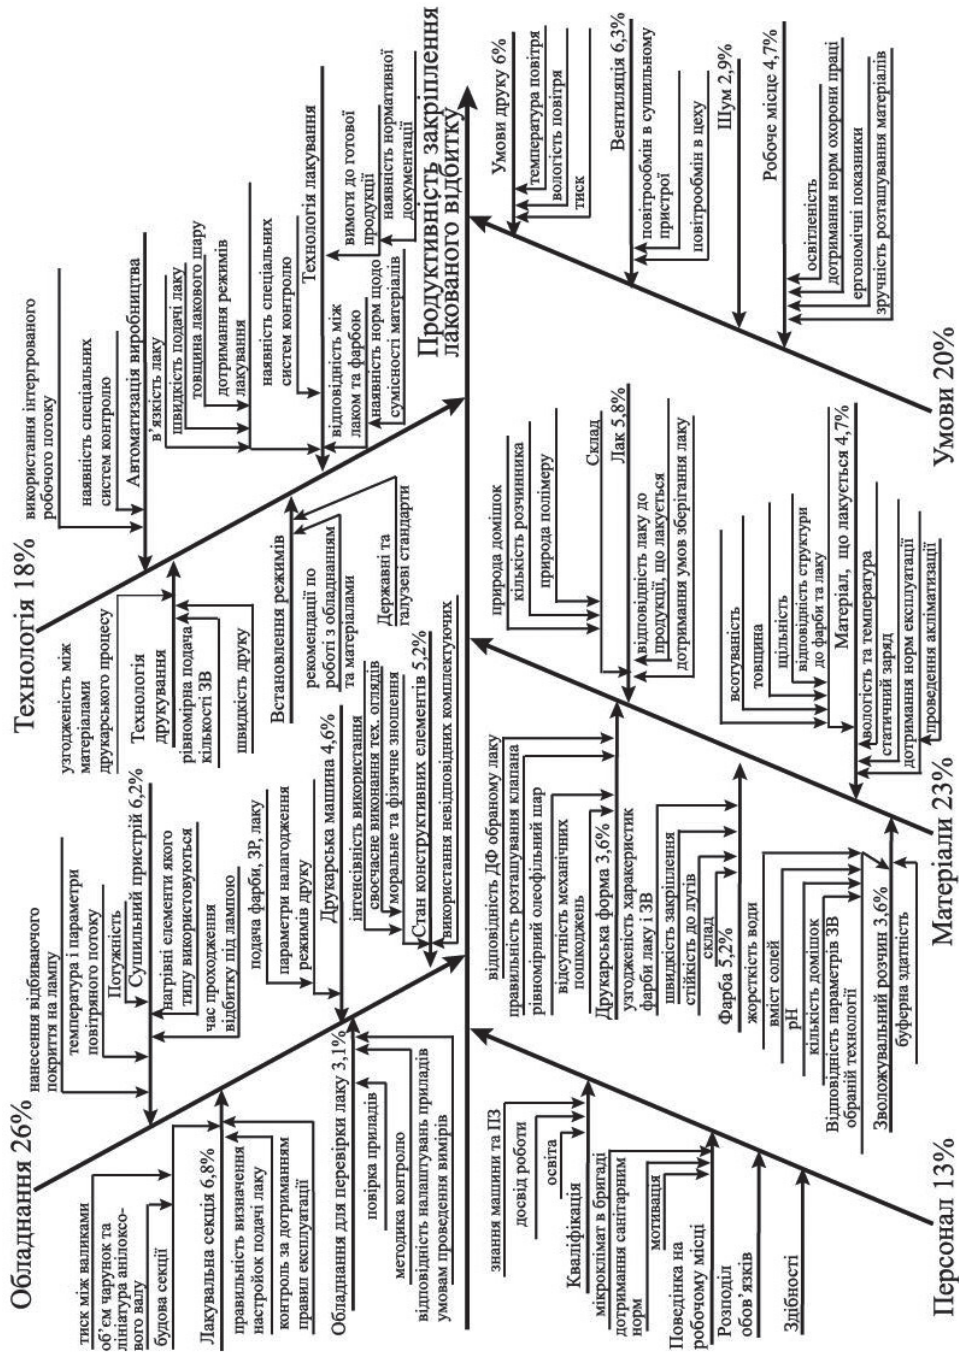 Обладнання 26%
нанесення відбиваючого
покриття на лампу
температура і параметри
повітряного потоку
Потужність
Сушильний пристрій 6,2%
нагрівні елементи якого
типу використовуються
час проходження
відбитку під лампою
подача фарби, ЗР, лаку
параметри налагодження
режимів друку
Друкарська машина 4,6%
інтенсівність використання
своєчасне виконання тех. оглядів
моральне та фізичне зношення
Стан конструктивних елементів 5,2%
використання невідповідних комплектуючих
тиск між валиками
об'єм чарунок та
лініатура анілоксо-
вого валу
будова секції
Лакувальна секція 6,8%
правильність визначення
настройок подачі лаку
контроль за дотриманням
правил експлуатації
Обладнання для перевірки лаку 3,1%
повірка приладів
методика контролю
відповідність налаштувань приладів
умовам проведення вимірів
Технологія 18%
використання інтергрованого
робочого потоку
наявність спеціальних
систем контролю
Автоматизація виробництва
в'язкість лаку
швидкість подачі лаку
товщина лакового шару
дотримання режимів
лакування
наявність спеціальних
систем контролю
Технологія лакування
вимоги до готової
продукції
наявність нормативної
документації
відповідність між
лаком та фарбою
наявність норм щодо
сумісності матеріалів
узгодженість між
матеріалами
друкарського процесу
Технологія
друкування
рівномірна подача
кількості ЗВ
швидкість друку
Встановлення режимів
рекомендації по
роботі з обладнанням
та матеріалами
Державні та
галузеві стандарти
Продуктивність закріплення
лакованого відбитку
знання машини та ПЗ
досвід роботи
освіта
Кваліфікація
мікроклімат в бригаді
дотримання санітарним
норм
мотивація
Поведінка на
робочому місці
Розподіл
обов'язків
Здібності
Персонал 13%
відповідність ДФ обраному лаку
правильність розташування клапана
рівномірний олеофільний шар
відсутність механічних
пошкоджень
Друкарська форма 3,6%
узгодженість характеристик
фарби лаку і ЗВ
швидкість закріплення
стійкість до лугів
склад
Фарба 5,2%
жорсткість води
вміст солей
рН
кількість домішок
Відповідність параметрів ЗВ
обраній технології
Зволожувальний розчин 3,6%
буферна здатність
природа домішок
кількість розчинника
природа полімеру
Склад
Лак 5,8%
відповідність лаку до
продукції, що лакується
дотримання умов зберігання лаку
всотуваність
товщина
щільність
відповідність структури
до фарби та лаку
Матеріал, що лакується 4,7%
вологість та температура
статичний заряд
дотримання норм експлуатації
проведення акліматизації
Матеріали 23%
Умови друку 6%
температура повітря
вологість повітря
тиск
Вентиляція 6,3%
повітрообмін в сушильному
пристрої
повітрообмін в цеху
Шум 2,9%
Робоче місце 4,7%
освітленість
дотримання норм охорони праці
ергономічні показники
зручність розташування матеріалів
Умови 20%